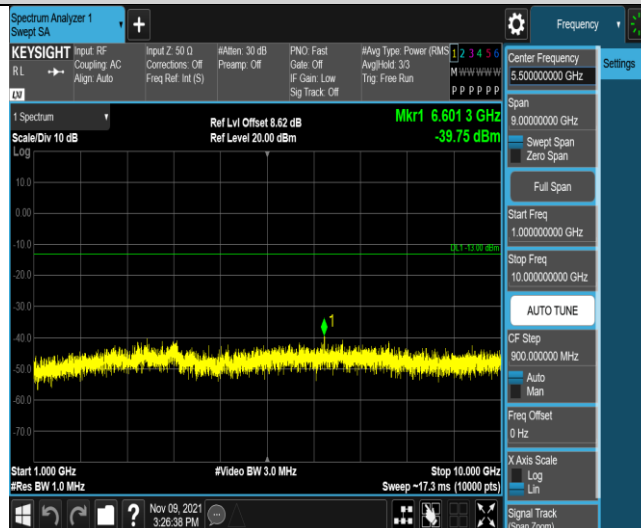 Spectrum Analyzer 1
Swept SA
Frequency
KEYSIGHT
Input: RF
Coupling: AC
Align: Auto
Input Z: 50 Ω
Corrections: Off
Freq Ref: Int (S)
#Atten: 30 dB
Preamp: Off
PNO: Fast
Gate: Off
IF Gain: Low
Sig Track: Off
#Avg Type: Power (RMS
Avg|Hold: 3/3
Trig: Free Run
1 2 3 4 5 6
M W W W W W
P P P P P P
R L
LXI
1 Spectrum
Scale/Div 10 dB
Ref Lvl Offset 8.62 dB
Ref Level 20.00 dBm
Mkr1 6.601 3 GHz
-39.75 dBm
Log
10.0
0.00
-10.0
DL1 -13.00 dBm
-20.0
-30.0
1
-40.0
-50.0
-60.0
-70.0
Start 1.000 GHz
#Res BW 1.0 MHz
#Video BW 3.0 MHz
Stop 10.000 GHz
Sweep ~17.3 ms (10000 pts)
Nov 09, 2021
3:26:38 PM
?
Center Frequency
5.500000000 GHz
Settings
Span
9.00000000 GHz
Swept Span
Zero Span
Full Span
Start Freq
1.000000000 GHz
Stop Freq
10.000000000 GHz
AUTO TUNE
CF Step
900.000000 MHz
Auto
Man
Freq Offset
0 Hz
X Axis Scale
Log
Lin
Signal Track
(Span Zoom)